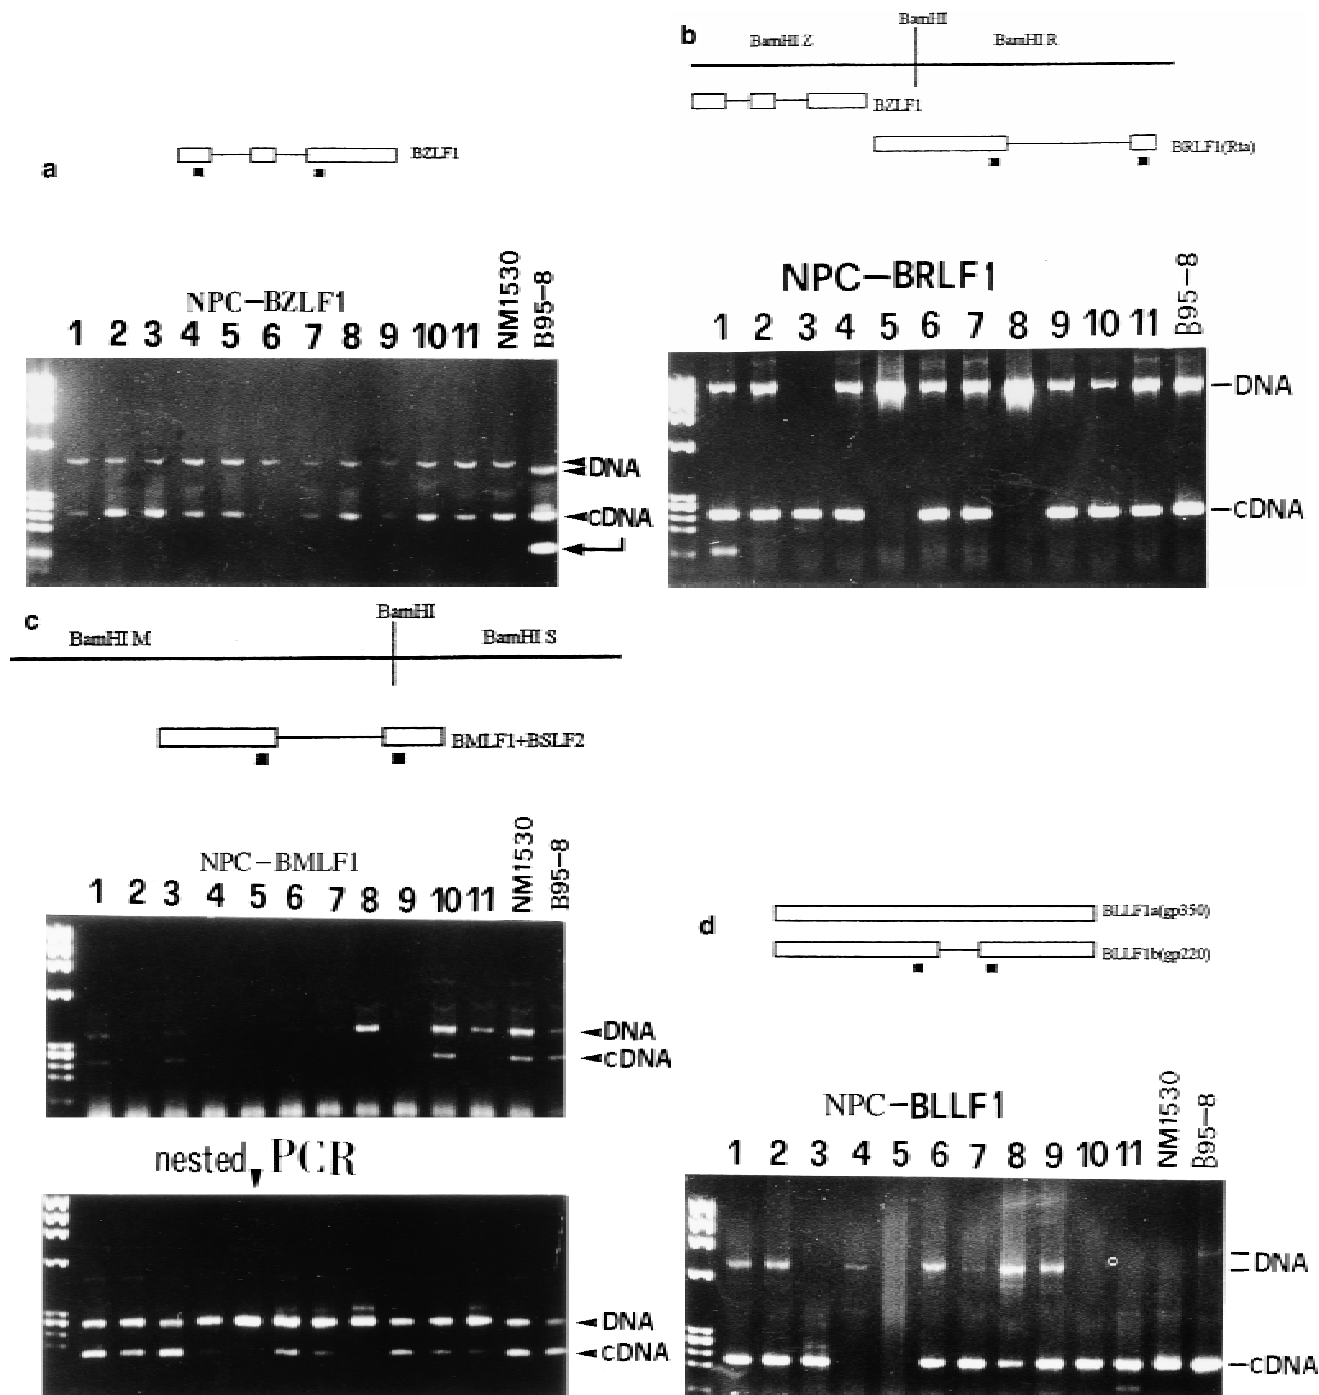 a
BZLF1
NPC-BZLF1
1 2 3 4 5 6 7 8 9 10 11 NM1530 B95-8
DNA
cDNA
b
BamHI
BamHI Z
BamHI R
BZLF1
BRLF1(Rta)
NPC-BRLF1
1 2 3 4 5 6 7 8 9 10 11 B95-8
DNA
cDNA
c
BamHI
BamHI M
BamHI S
BMLF1+BSLF2
NPC-BMLF1
1 2 3 4 5 6 7 8 9 10 11 NM1530 B95-8
DNA
cDNA
nested PCR
DNA
cDNA
d
BLLF1a(gp350)
BLLF1b(gp220)
NPC-BLLF1
1 2 3 4 5 6 7 8 9 10 11 NM1530 B95-8
DNA
cDNA